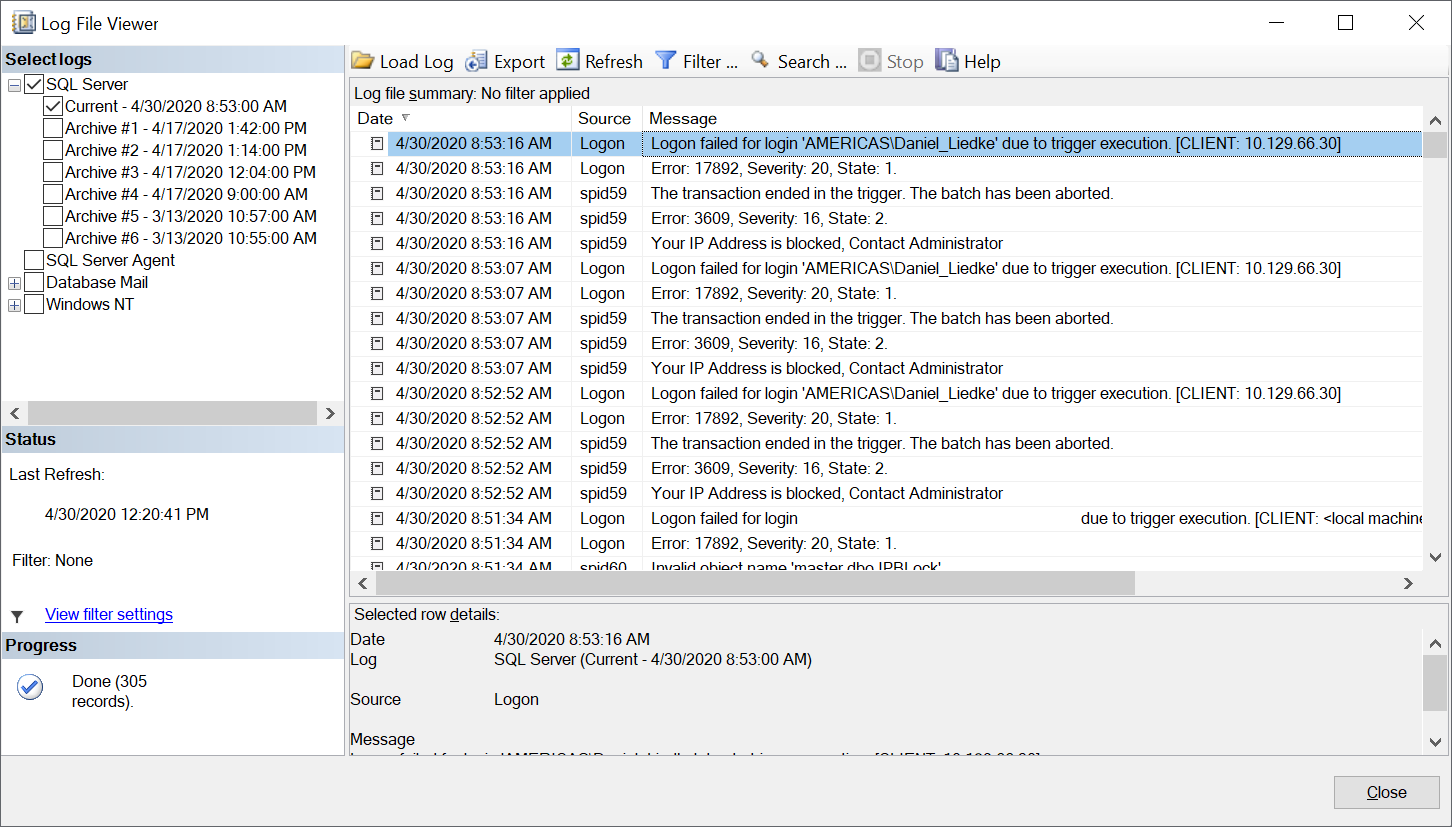 Log File Viewer
Select logs
SQL Server
Current - 4/30/2020 8:53:00 AM
Archive #1 - 4/17/2020 1:42:00 PM
Archive #2 - 4/17/2020 1:14:00 PM
Archive #3 - 4/17/2020 12:04:00 PM
Archive #4 - 4/17/2020 9:00:00 AM
Archive #5 - 3/13/2020 10:57:00 AM
Archive #6 - 3/13/2020 10:55:00 AM
SQL Server Agent
Database Mail
Windows NT
Status
Last Refresh:
4/30/2020 12:20:41 PM
Filter: None
View filter settings
Progress
Done (305
records).
Load Log Export Refresh Filter ... Search ... Stop Help
Log file summary: No filter applied
Date Source Message
4/30/2020 8:53:16 AM Logon Logon failed for login 'AMERICAS\Daniel_Liedke' due to trigger execution. [CLIENT: 10.129.66.30]
4/30/2020 8:53:16 AM Logon Error: 17892, Severity: 20, State: 1.
4/30/2020 8:53:16 AM spid59 The transaction ended in the trigger. The batch has been aborted.
4/30/2020 8:53:16 AM spid59 Error: 3609, Severity: 16, State: 2.
4/30/2020 8:53:16 AM spid59 Your IP Address is blocked, Contact Administrator
4/30/2020 8:53:07 AM Logon Logon failed for login 'AMERICAS\Daniel_Liedke' due to trigger execution. [CLIENT: 10.129.66.30]
4/30/2020 8:53:07 AM Logon Error: 17892, Severity: 20, State: 1.
4/30/2020 8:53:07 AM spid59 The transaction ended in the trigger. The batch has been aborted.
4/30/2020 8:53:07 AM spid59 Error: 3609, Severity: 16, State: 2.
4/30/2020 8:53:07 AM spid59 Your IP Address is blocked, Contact Administrator
4/30/2020 8:52:52 AM Logon Logon failed for login 'AMERICAS\Daniel_Liedke' due to trigger execution. [CLIENT: 10.129.66.30]
4/30/2020 8:52:52 AM Logon Error: 17892, Severity: 20, State: 1.
4/30/2020 8:52:52 AM spid59 The transaction ended in the trigger. The batch has been aborted.
4/30/2020 8:52:52 AM spid59 Error: 3609, Severity: 16, State: 2.
4/30/2020 8:52:52 AM spid59 Your IP Address is blocked, Contact Administrator
4/30/2020 8:51:34 AM Logon Logon failed for login due to trigger execution. [CLIENT: <local machine
4/30/2020 8:51:34 AM Logon Error: 17892, Severity: 20, State: 1.
4/30/2020 8:51:34 AM spid60 Invalid object name 'master.dbo.IPBLock'
Selected row details:
Date 4/30/2020 8:53:16 AM
Log SQL Server (Current - 4/30/2020 8:53:00 AM)
Source Logon
Message
Close